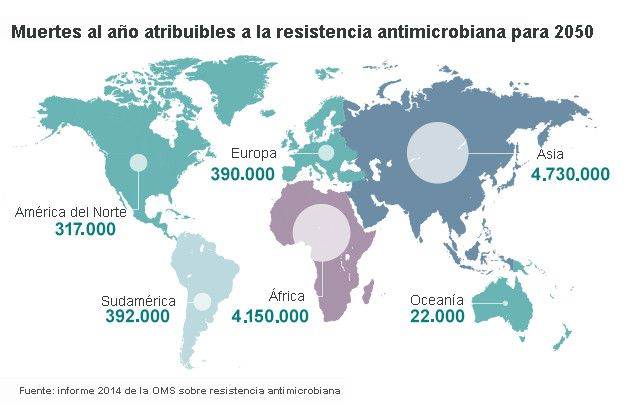 Muertes al año atribuibles a la resistencia antimicrobiana para 2050
Europa
390.000
Asia
4.730.000
América del Norte
317.000
Sudamérica
392.000
África
4.150.000
Oceanía
22.000
Fuente: informe 2014 de la OMS sobre resistencia antimicrobiana